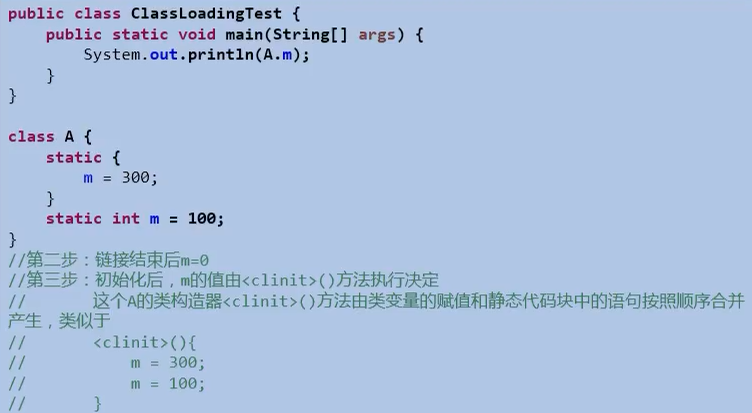 public class ClassLoadingTest {
    public static void main(String[] args) {
        System.out.println(A.m);
    }
}

class A {
    static {
        m = 300;
    }
    static int m = 100;
}
//第二步：链接结束后m=0
//第三步：初始化后，m的值由<clinit>()方法执行决定
//       这个A的类构造器<clinit>()方法由类变量的赋值和静态代码块中的语句按照顺序合并
产生，类似于
//       <clinit>(){
//           m = 300;
//           m = 100;
//       }